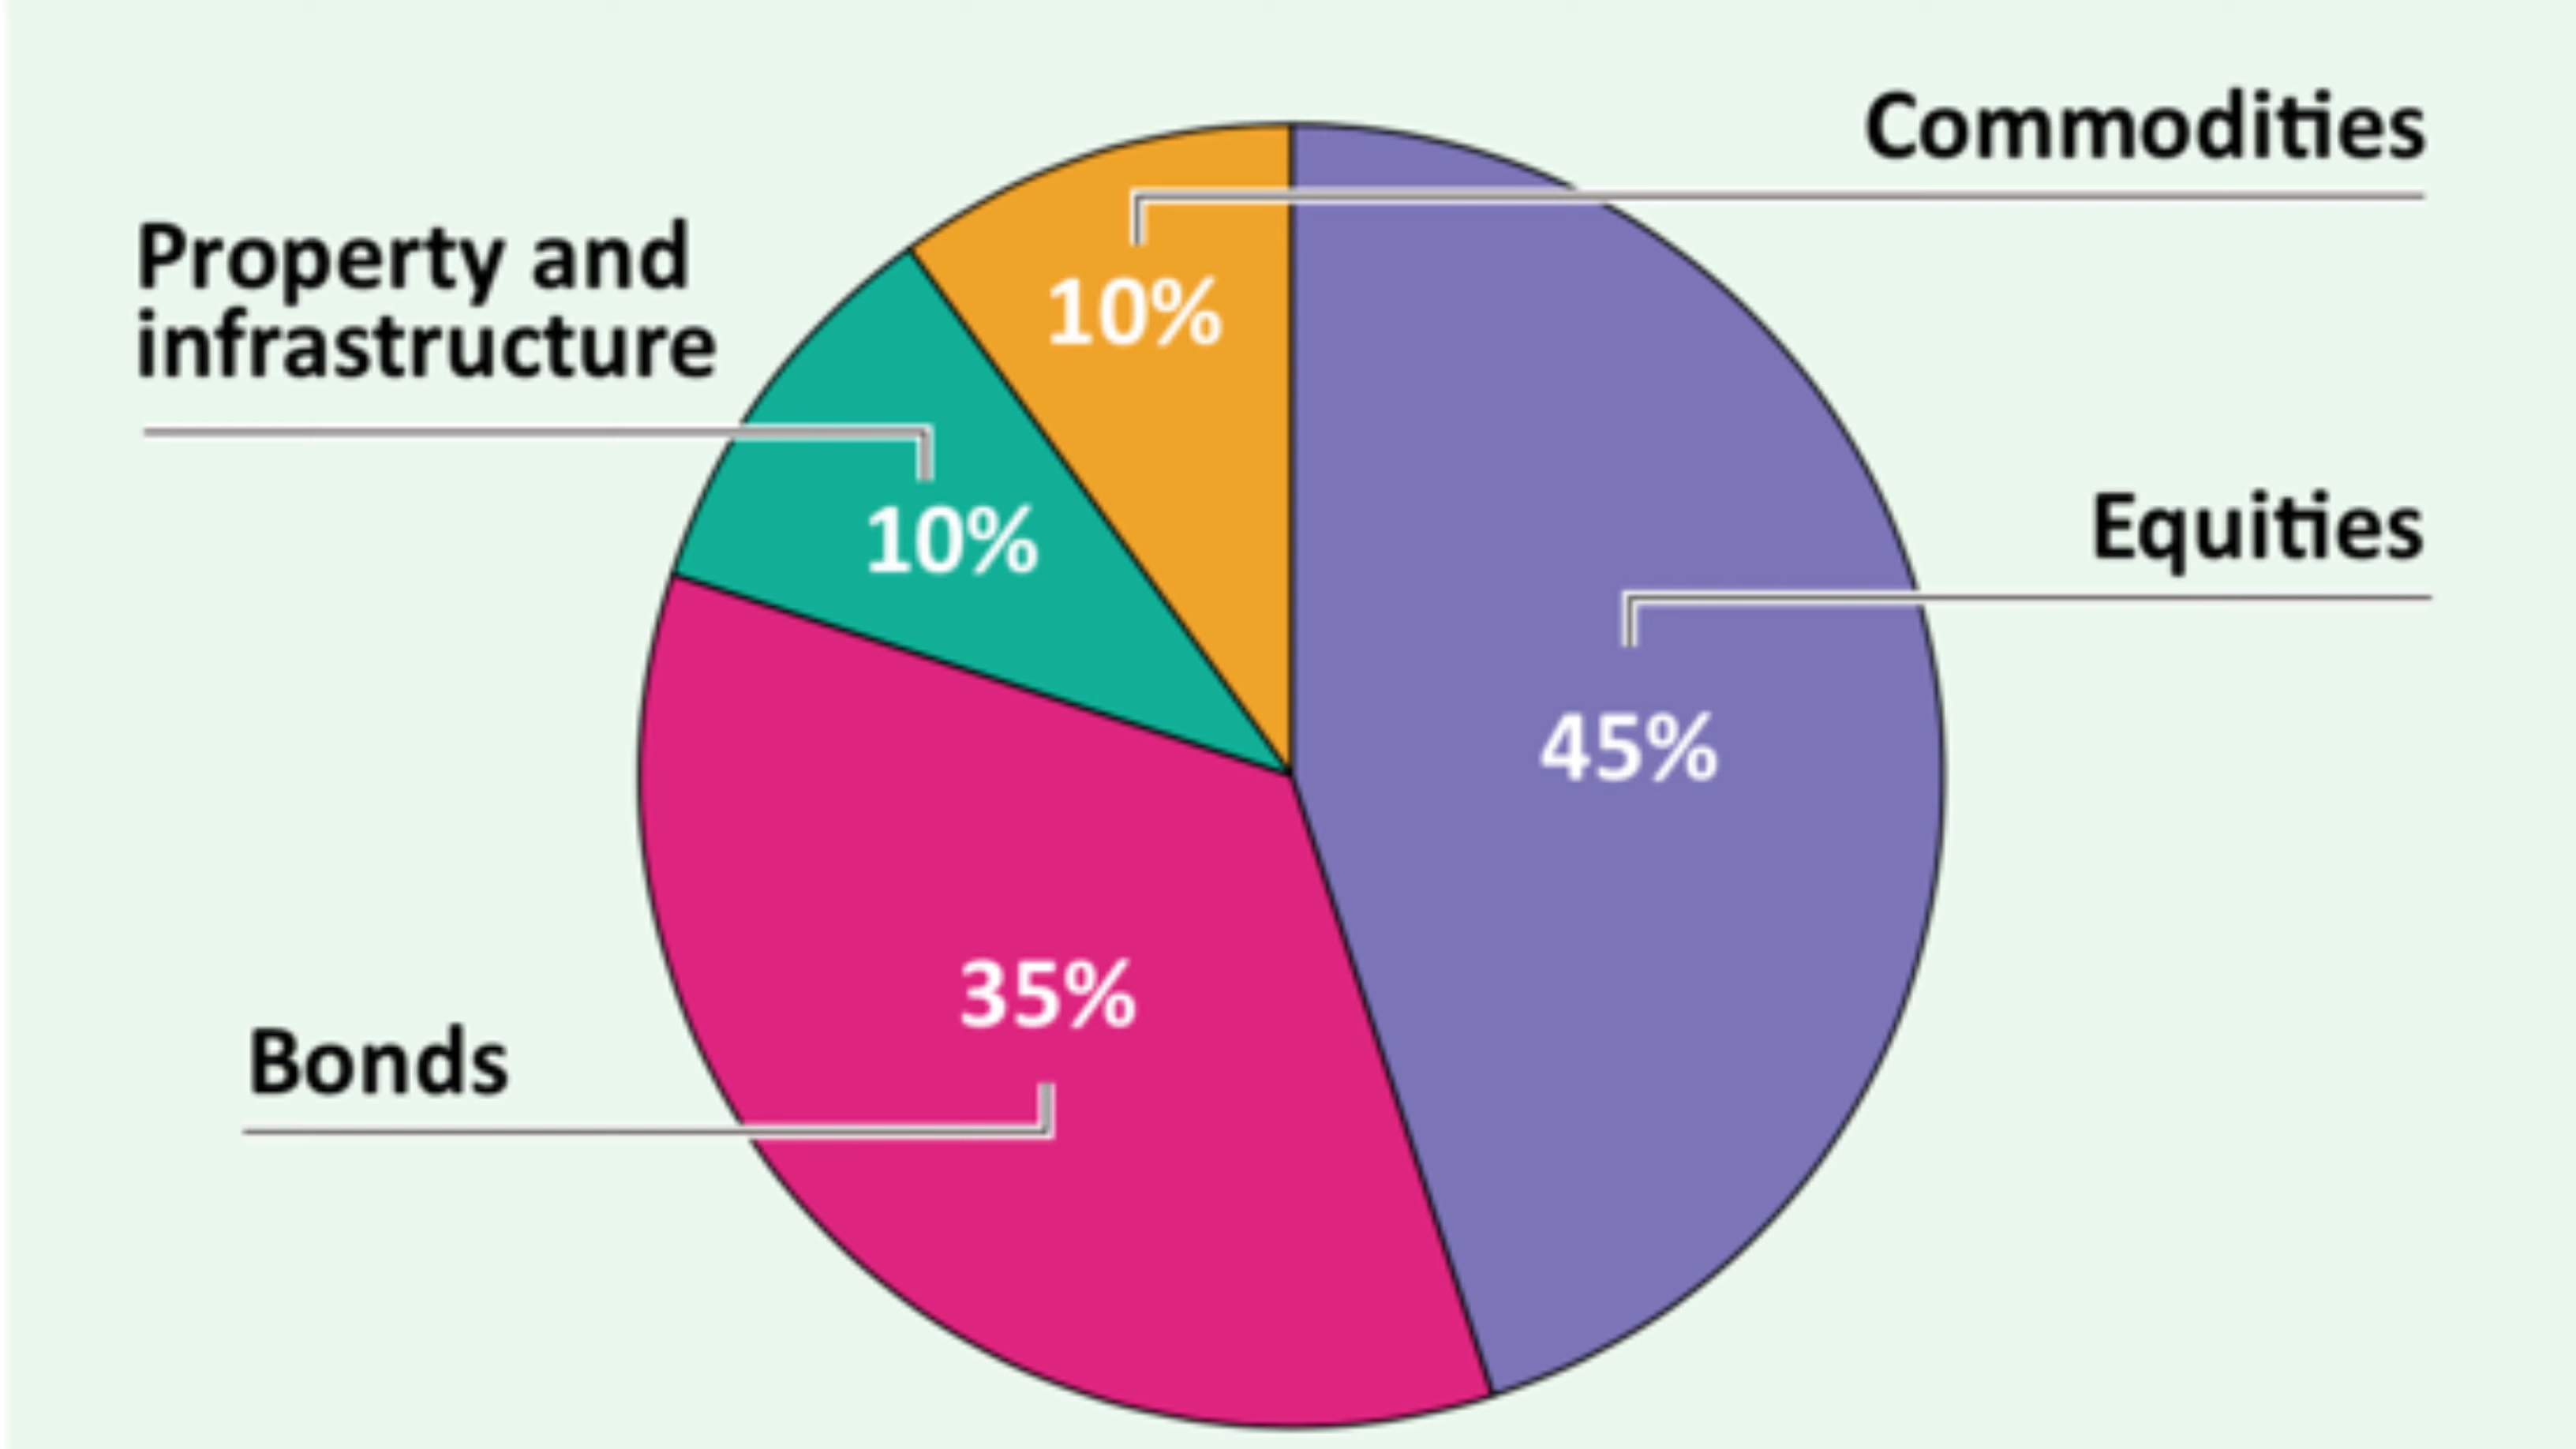 Commodities
Property and
infrastructure
10%
Equities
10%
45%
35%
Bonds